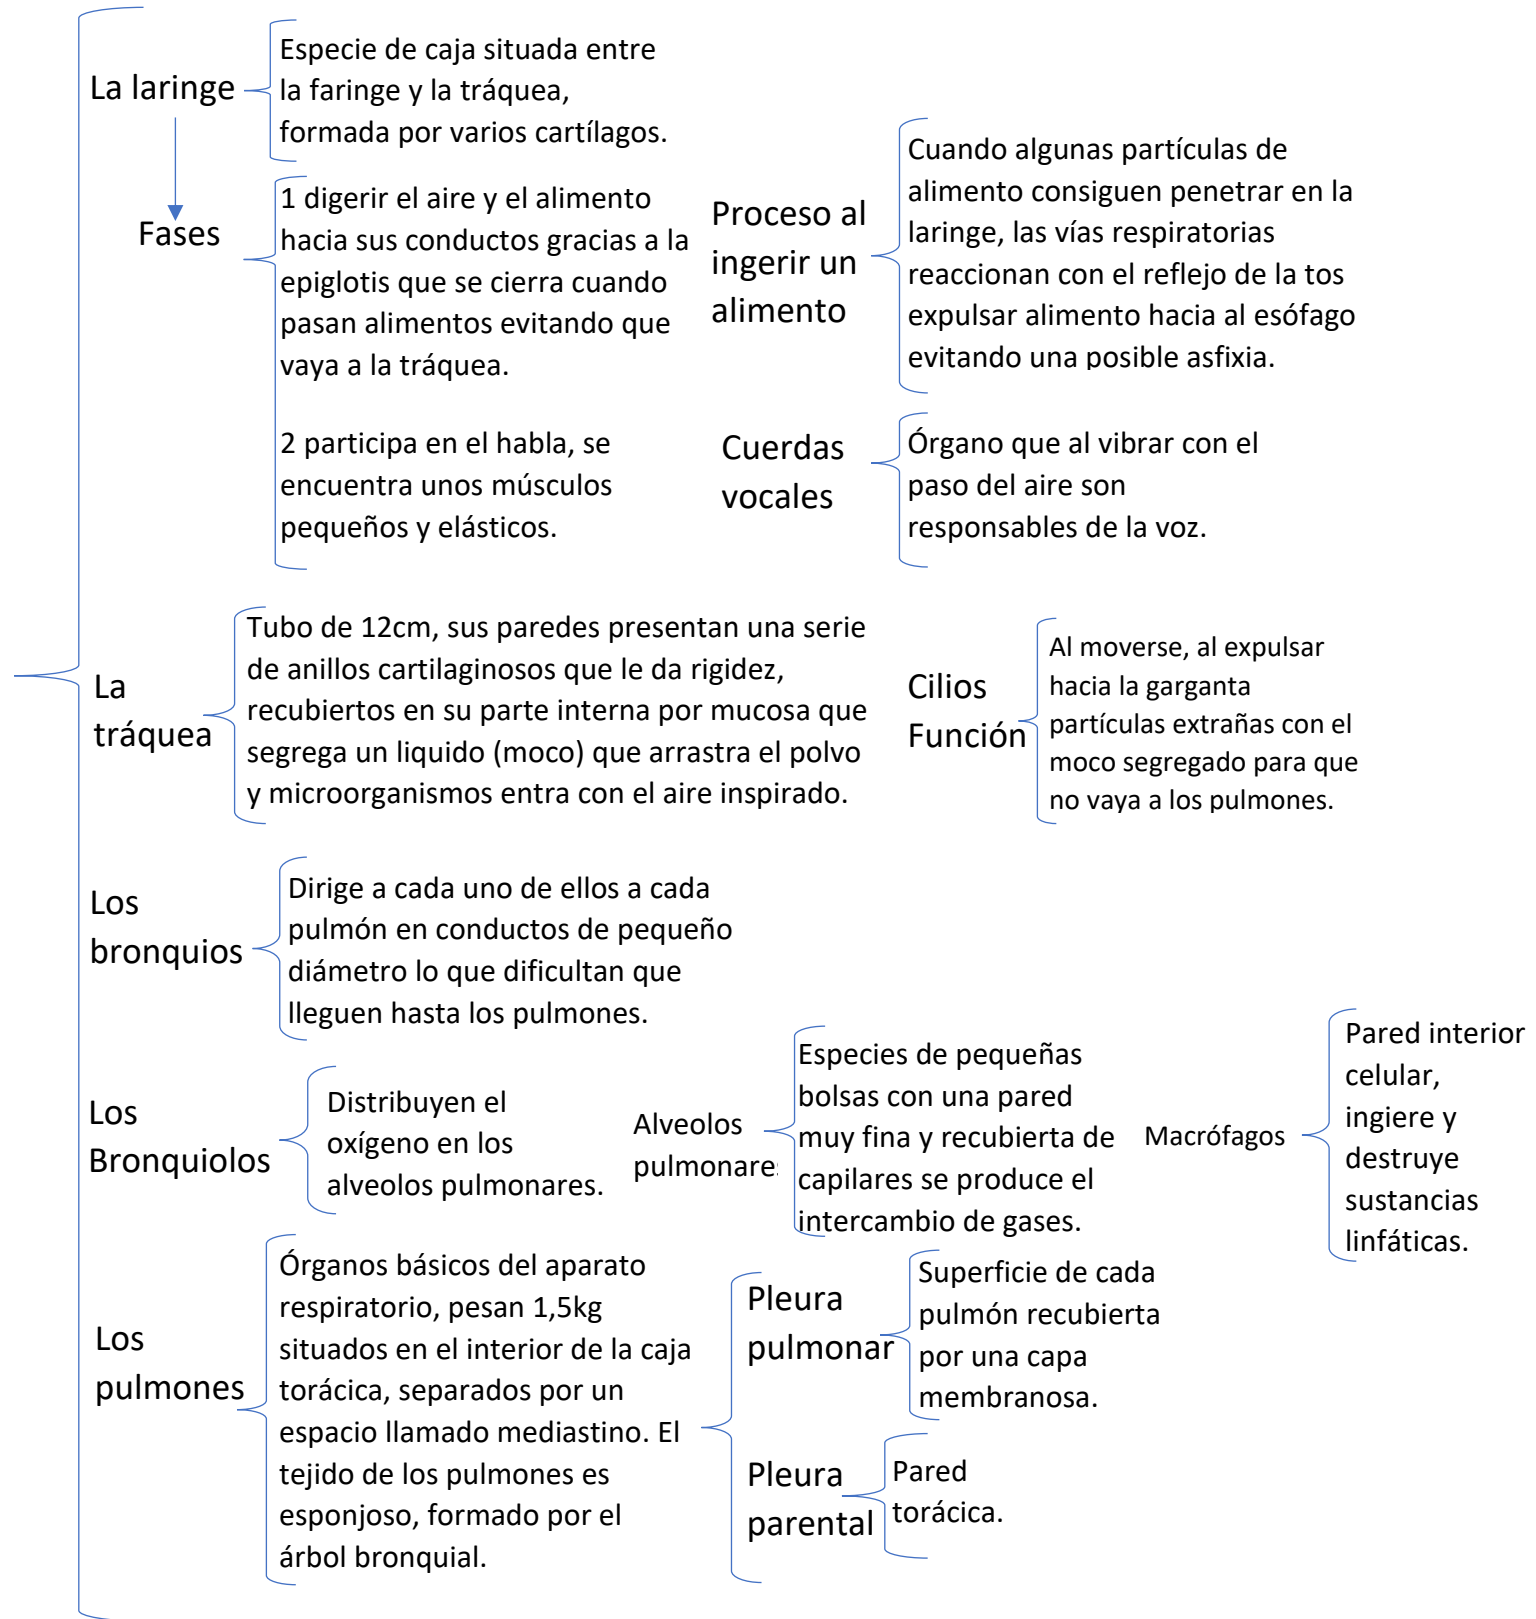 La laringe
Especie de caja situada entre
la faringe y la tráquea,
formada por varios cartílagos.
Fases
1 digerir el aire y el alimento
hacia sus conductos gracias a la
epiglotis que se cierra cuando
pasan alimentos evitando que
vaya a la tráquea.
2 participa en el habla, se
encuentra unos músculos
pequeños y elásticos.
Proceso al
ingerir un
alimento
Cuando algunas partículas de
alimento consiguen penetrar en la
laringe, las vías respiratorias
reaccionan con el reflejo de la tos
expulsar alimento hacia al esófago
evitando una posible asfixia.
Cuerdas
vocales
Órgano que al vibrar con el
paso del aire son
responsables de la voz.
La
tráquea
Tubo de 12cm, sus paredes presentan una serie
de anillos cartilaginosos que le da rigidez,
recubiertos en su parte interna por mucosa que
segrega un liquido (moco) que arrastra el polvo
y microorganismos entra con el aire inspirado.
Cilios
Función
Al moverse, al expulsar
hacia la garganta
partículas extrañas con el
moco segregado para que
no vaya a los pulmones.
Los
bronquios
Dirige a cada uno de ellos a cada
pulmón en conductos de pequeño
diámetro lo que dificultan que
lleguen hasta los pulmones.
Los
Bronquiolos
Distribuyen el
oxígeno en los
alveolos pulmonares.
Alveolos
pulmonares
Especies de pequeñas
bolsas con una pared
muy fina y recubierta de
capilares se produce el
intercambio de gases.
Macrófagos
Pared interior
celular,
ingiere y
destruye
sustancias
linfáticas.
Los
pulmones
Órganos básicos del aparato
respiratorio, pesan 1,5kg
situados en el interior de la caja
torácica, separados por un
espacio llamado mediastino. El
tejido de los pulmones es
esponjoso, formado por el
árbol bronquial.
Pleura
pulmonar
Superficie de cada
pulmón recubierta
por una capa
membranosa.
Pleura
parental
Pared
torácica.